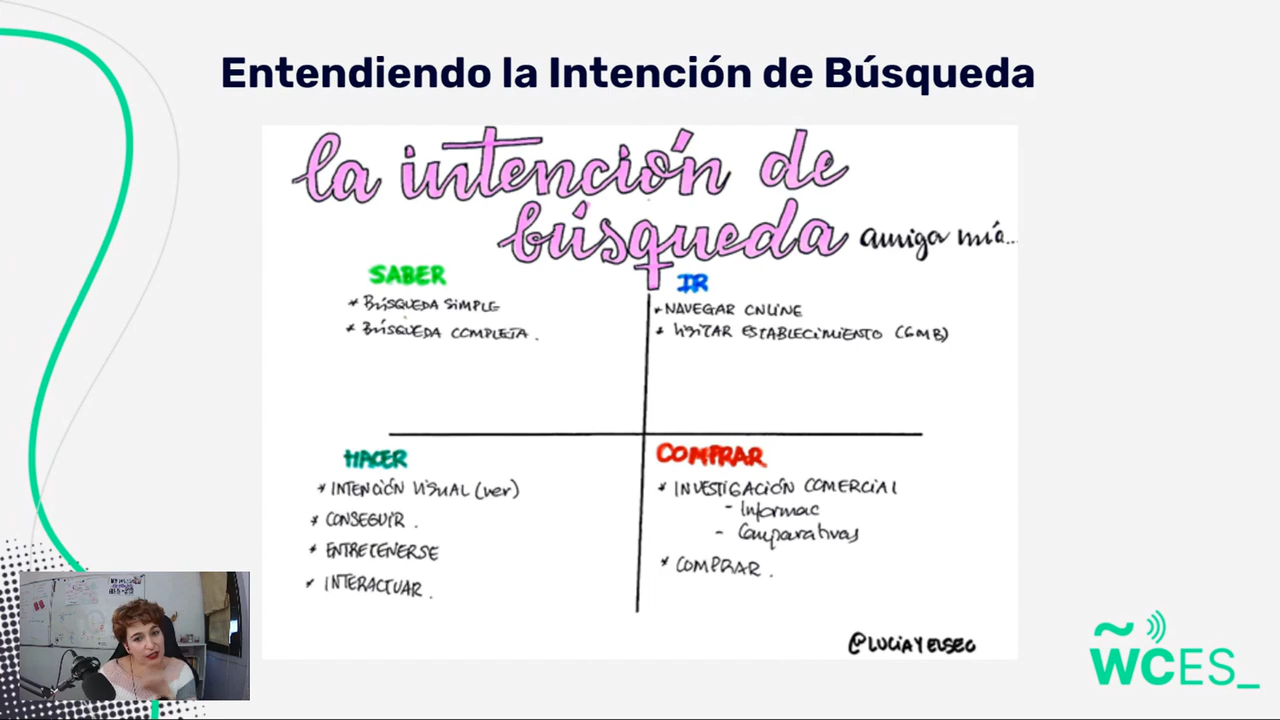 Entendiendo la Intención de Búsqueda
la intención de
búsqueda amiga mía...
SABER
* BÚSQUEDA SIMPLE
* BÚSQUEDA COMPLETA.
IR
* NAVEGAR ONLINE
* VISITAR ESTABLECIMIENTO (GMB)
HACER
* INTENCIÓN VISUAL (ver)
* CONSEGUIR.
* ENTRETENERSE
* INTERACTUAR.
COMPRAR
* INVESTIGACIÓN COMERCIAL
- Informac
- Comparativas
* COMPRAR.
@LUCIAYELSEO
WCES_